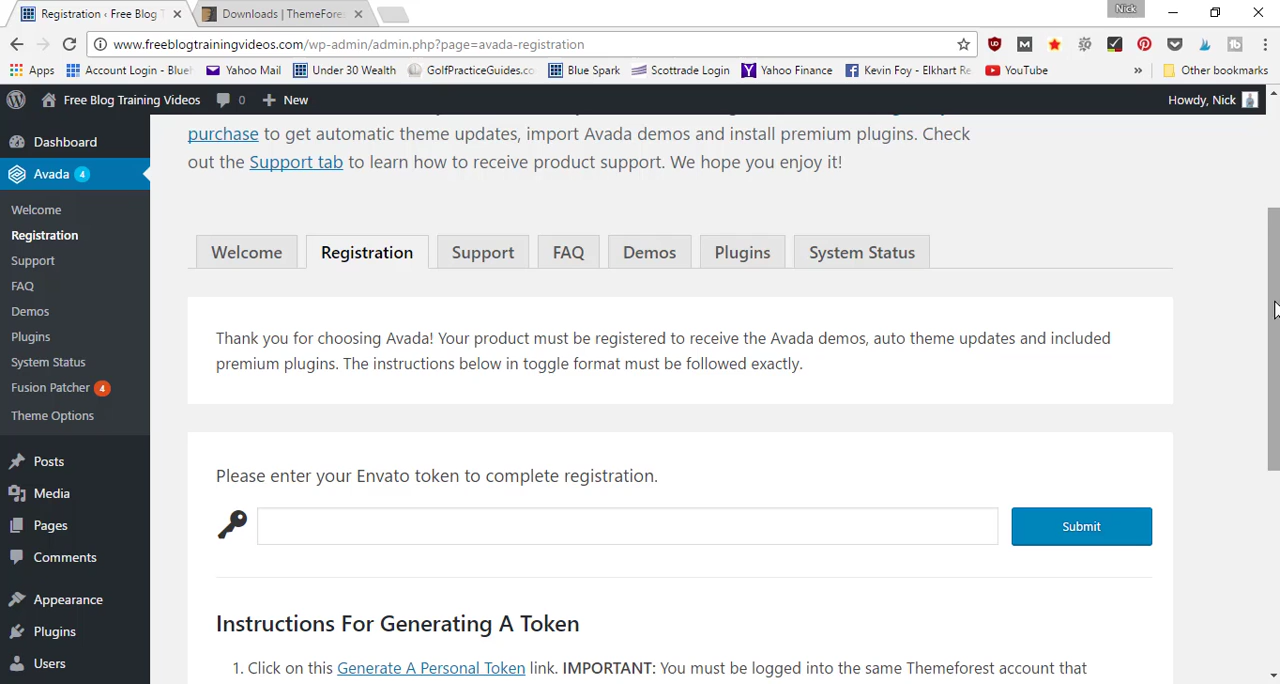 Registration ‹ Free Blog T
Downloads | ThemeFore
Nick
www.freeblogtrainingvideos.com/wp-admin/admin.php?page=avada-registration
Apps
Account Login - Blue
Yahoo Mail
Under 30 Wealth
GolfPracticeGuides.co
Blue Spark
Scottrade Login
Yahoo Finance
Kevin Foy - Elkhart Re
YouTube
»
Other bookmarks
Free Blog Training Videos
0
New
Howdy, Nick
Dashboard
Avada 4
Welcome
Registration
Support
FAQ
Demos
Plugins
System Status
Fusion Patcher 4
Theme Options
Posts
Media
Pages
Comments
Appearance
Plugins
Users
purchase to get automatic theme updates, import Avada demos and install premium plugins. Check
out the Support tab to learn how to receive product support. We hope you enjoy it!
Welcome
Registration
Support
FAQ
Demos
Plugins
System Status
Thank you for choosing Avada! Your product must be registered to receive the Avada demos, auto theme updates and included
premium plugins. The instructions below in toggle format must be followed exactly.
Please enter your Envato token to complete registration.
Submit
Instructions For Generating A Token
1. Click on this Generate A Personal Token link. IMPORTANT: You must be logged into the same Themeforest account that